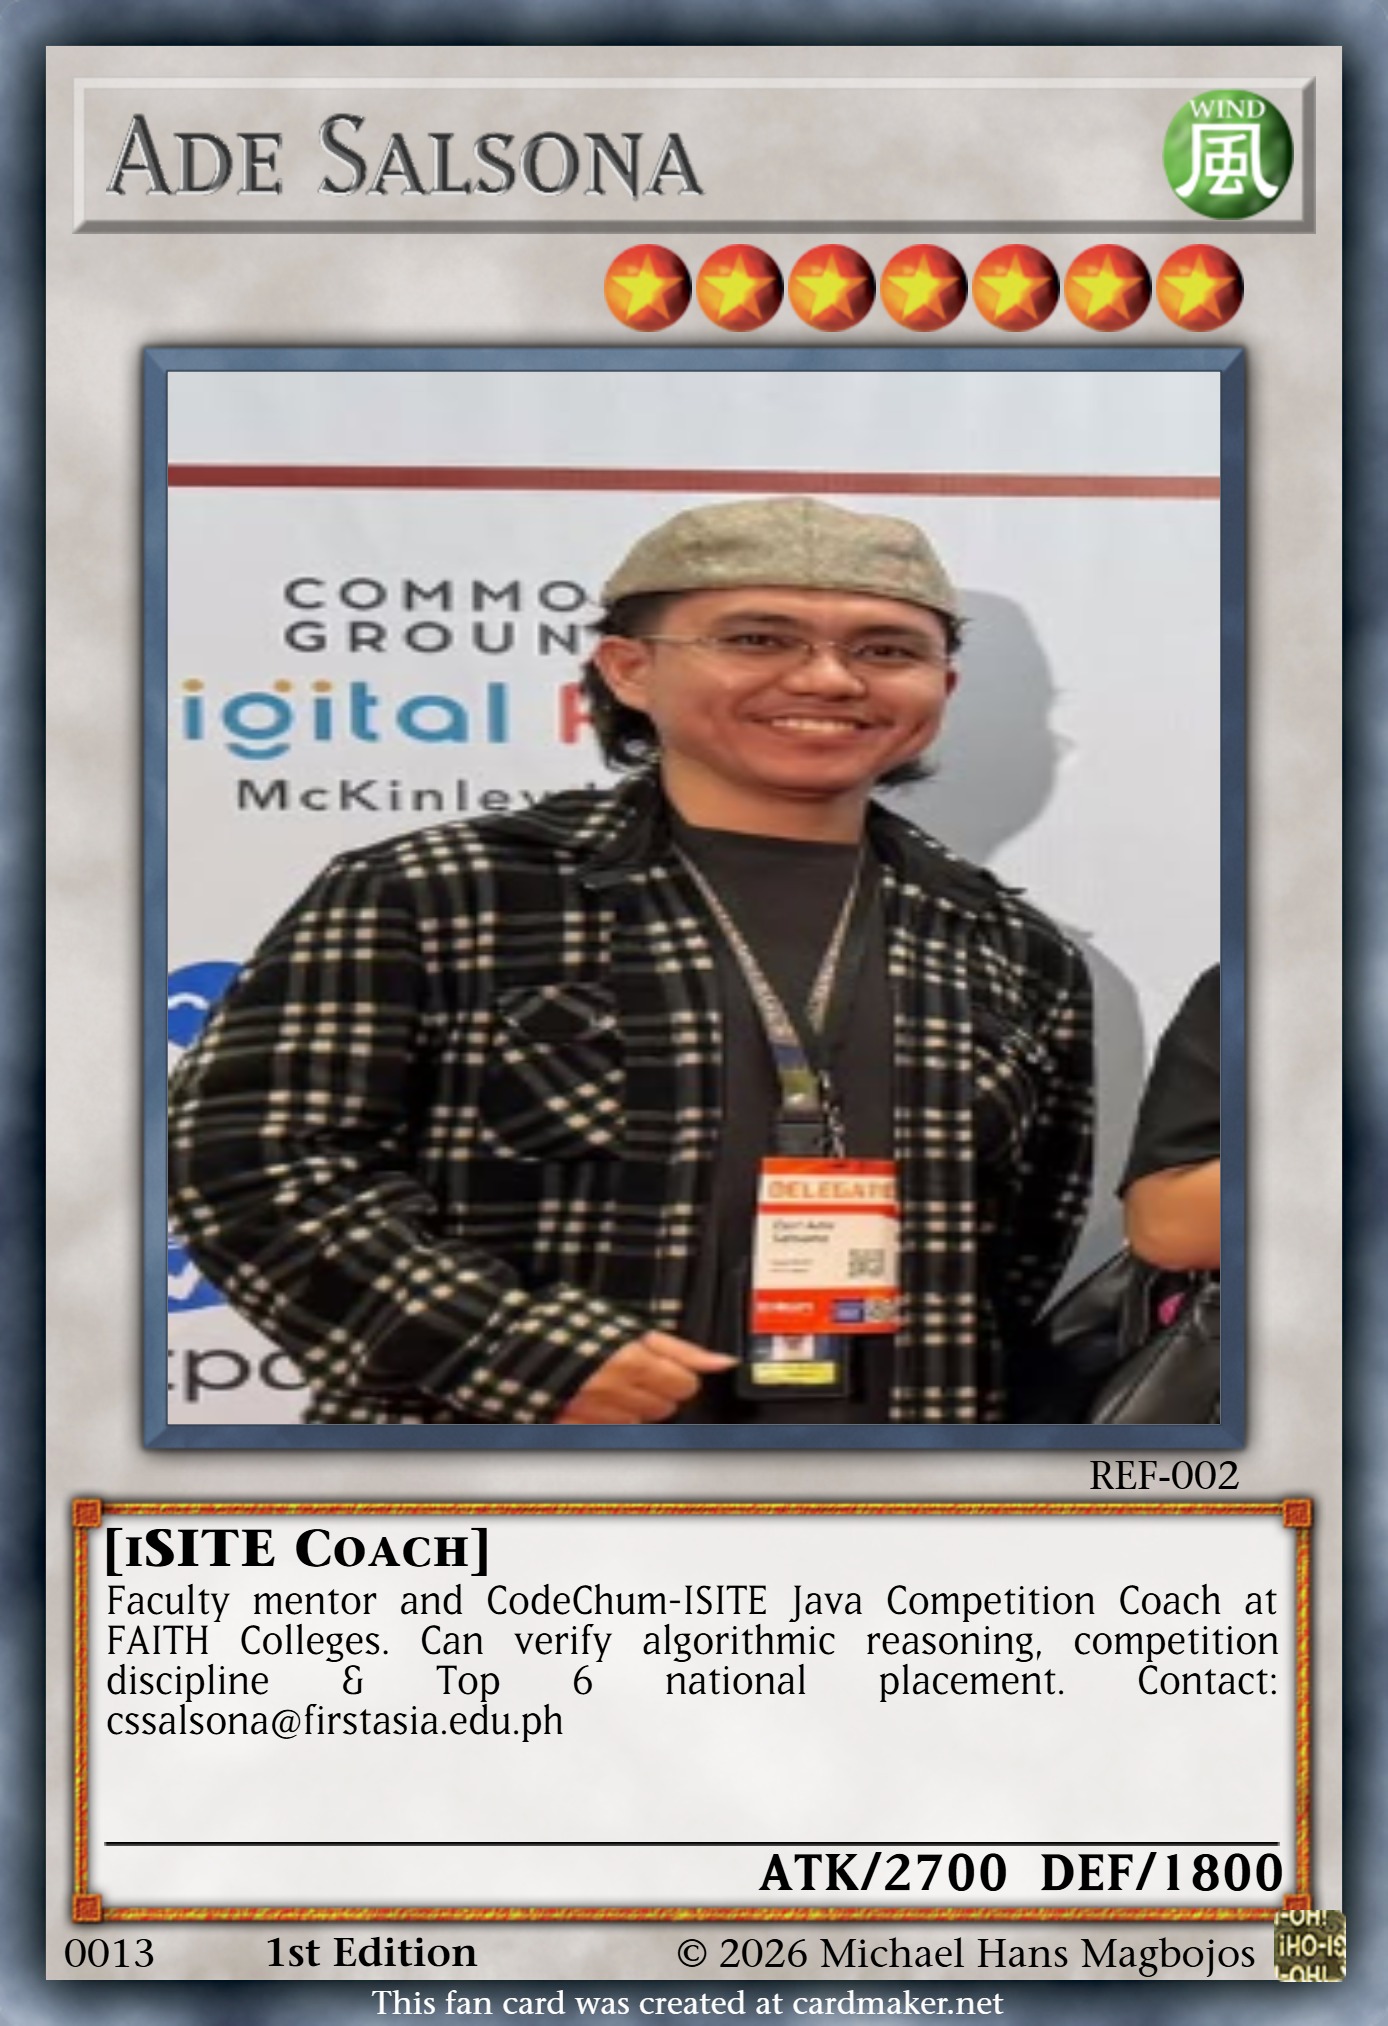 ADE SALSONA
WIND
風
COMMO
GROUN
igital
McKinley
DELEGATE
Salsona
xpo
REF-002
[iSITE COACH]
Faculty mentor and CodeChum-ISITE Java Competition Coach at
FAITH Colleges. Can verify algorithmic reasoning, competition
discipline & Top 6 national placement. Contact:
cssalsona@firstasia.edu.ph
ATK/2700 DEF/1800
0013 1st Edition © 2026 Michael Hans Magbojos
This fan card was created at cardmaker.net